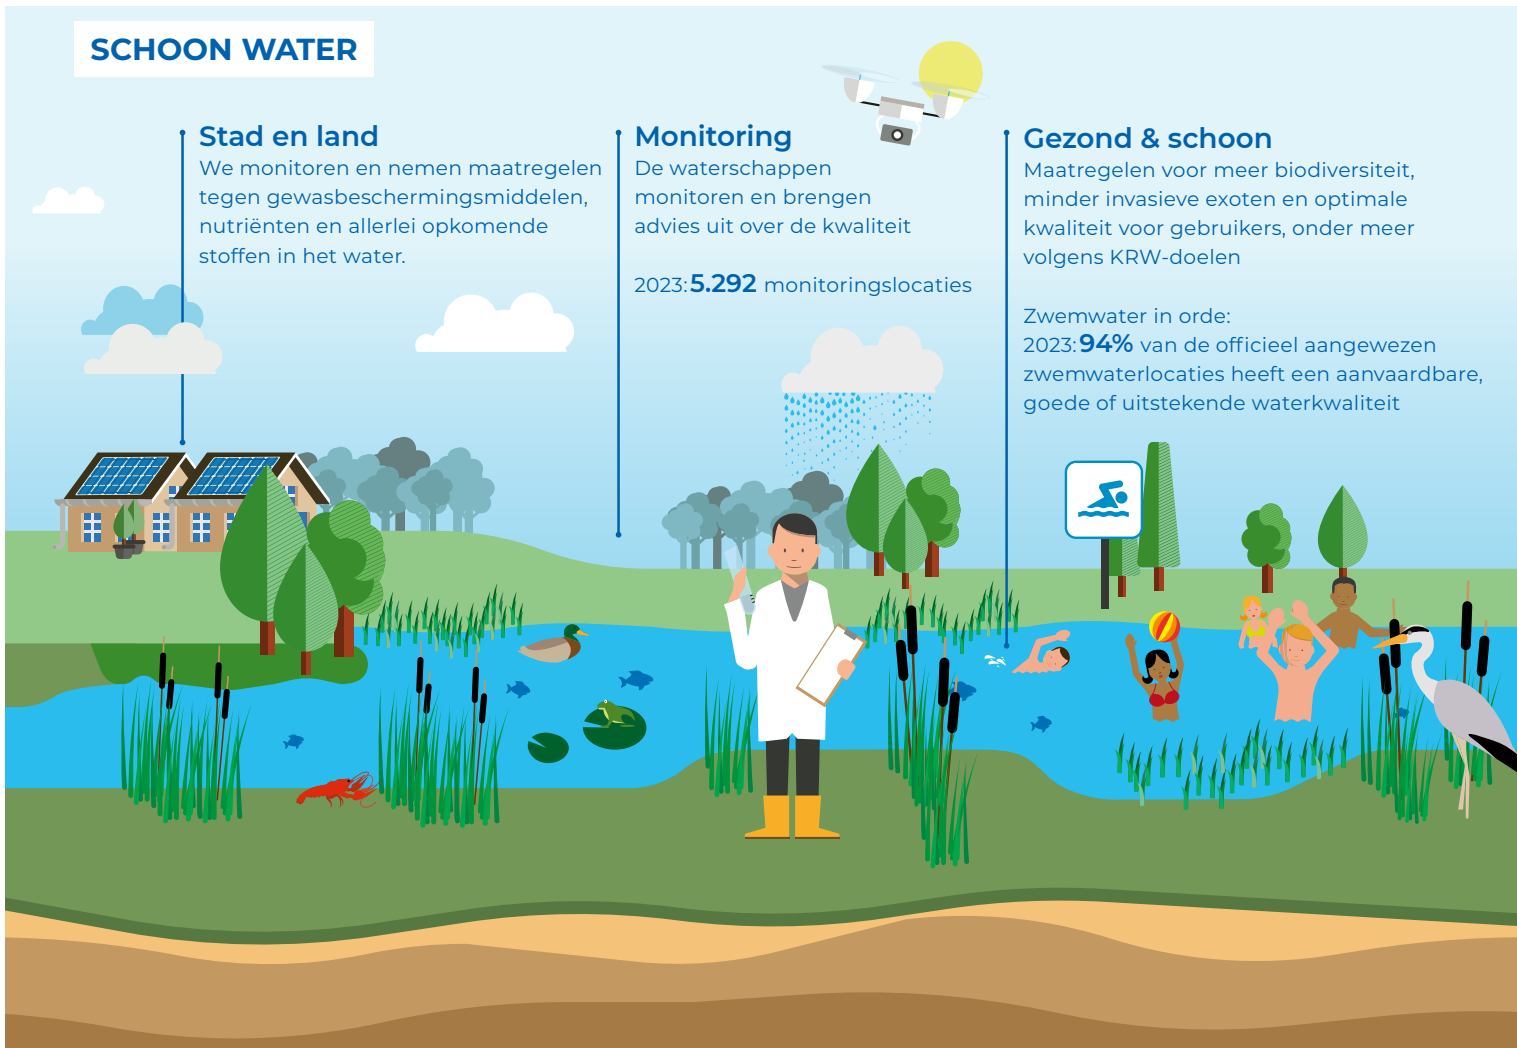 SCHOON WATER
Stad en land
We monitoren en nemen maatregelen
tegen gewasbeschermingsmiddelen,
nutriënten en allerlei opkomende
stoffen in het water.
Monitoring
De waterschappen
monitoren en brengen
advies uit over de kwaliteit
2023: 5.292 monitoringslocaties
Gezond & schoon
Maatregelen voor meer biodiversiteit,
minder invasieve exoten en optimale
kwaliteit voor gebruikers, onder meer
volgens KRW-doelen
Zwemwater in orde:
2023: 94% van de officieel aangewezen
zwemwaterlocaties heeft een aanvaardbare,
goede of uitstekende waterkwaliteit